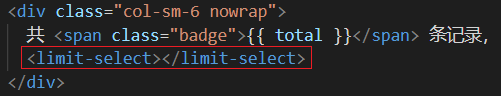 <div class="col-sm-6 nowrap">
共 <span class="badge">{{ total }}</span> 条记录,
<limit-select></limit-select>
</div>